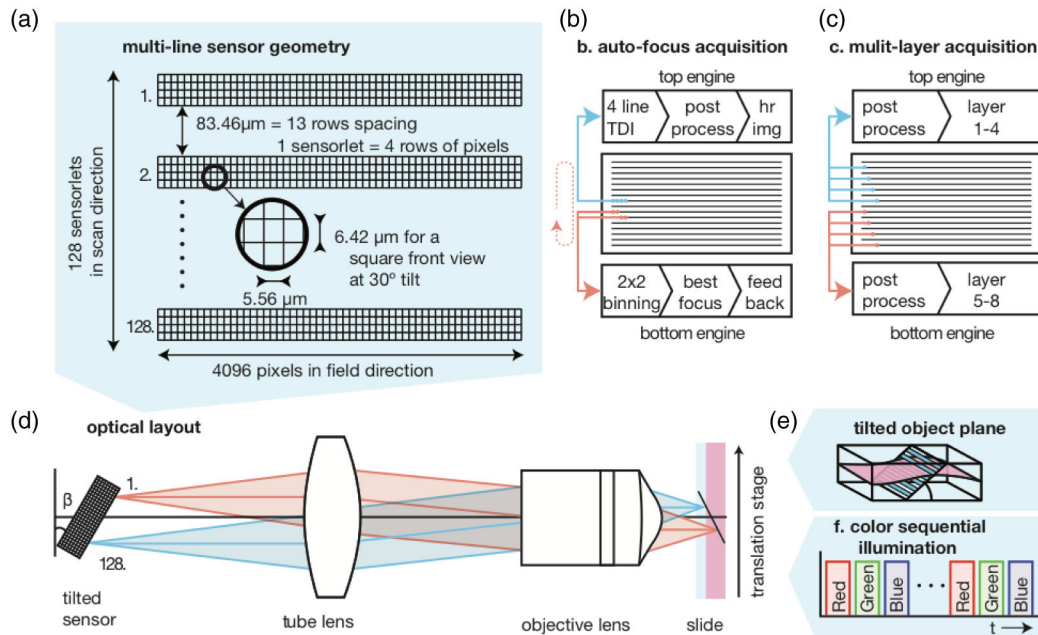 (a)
multi-line sensor geometry
1.
83.46µm = 13 rows spacing
1 sensorlet = 4 rows of pixels
2.
128 sensorlets
in scan direction
6.42 µm for a
square front view
at 30º tilt
5.56 µm
128.
4096 pixels in field direction
(b)
b. auto-focus acquisition
top engine
4 line
TDI
post
process
hr
img
2x2
binning
best
focus
feed
back
bottom engine
(c)
c. mulit-layer acquisition
top engine
post
process
layer
1-4
post
process
layer
5-8
bottom engine
(d)
optical layout
β
1.
128.
tilted
sensor
tube lens
objective lens
slide
translation stage
(e)
tilted object plane
f. color sequential
illumination
Red
Green
Blue
Red
Green
Blue
t